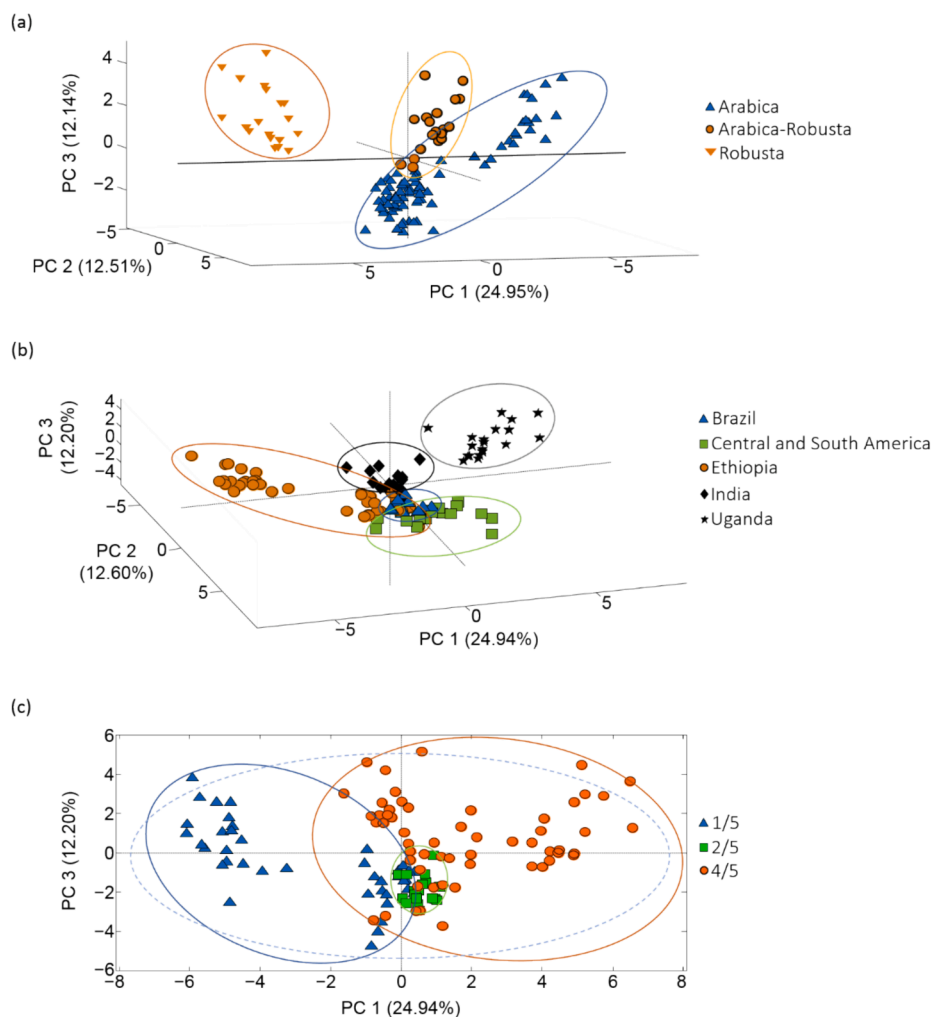 (a)
4
2
0
−2
−5
0
5
PC 3 (12.14%)
PC 2 (12.51%)
5
0
−5
PC 1 (24.95%)
Arabica
Arabica-Robusta
Robusta
(b)
4
2
0
−2
−4
PC 3
(12.20%)
−5
0
5
PC 2
(12.60%)
−5
0
5
PC 1 (24.94%)
Brazil
Central and South America
Ethiopia
India
Uganda
(c)
6
4
2
0
−2
−4
−6
PC 3 (12.20%)
−8
−6
−4
−2
0
2
4
6
8
PC 1 (24.94%)
1/5
2/5
4/5